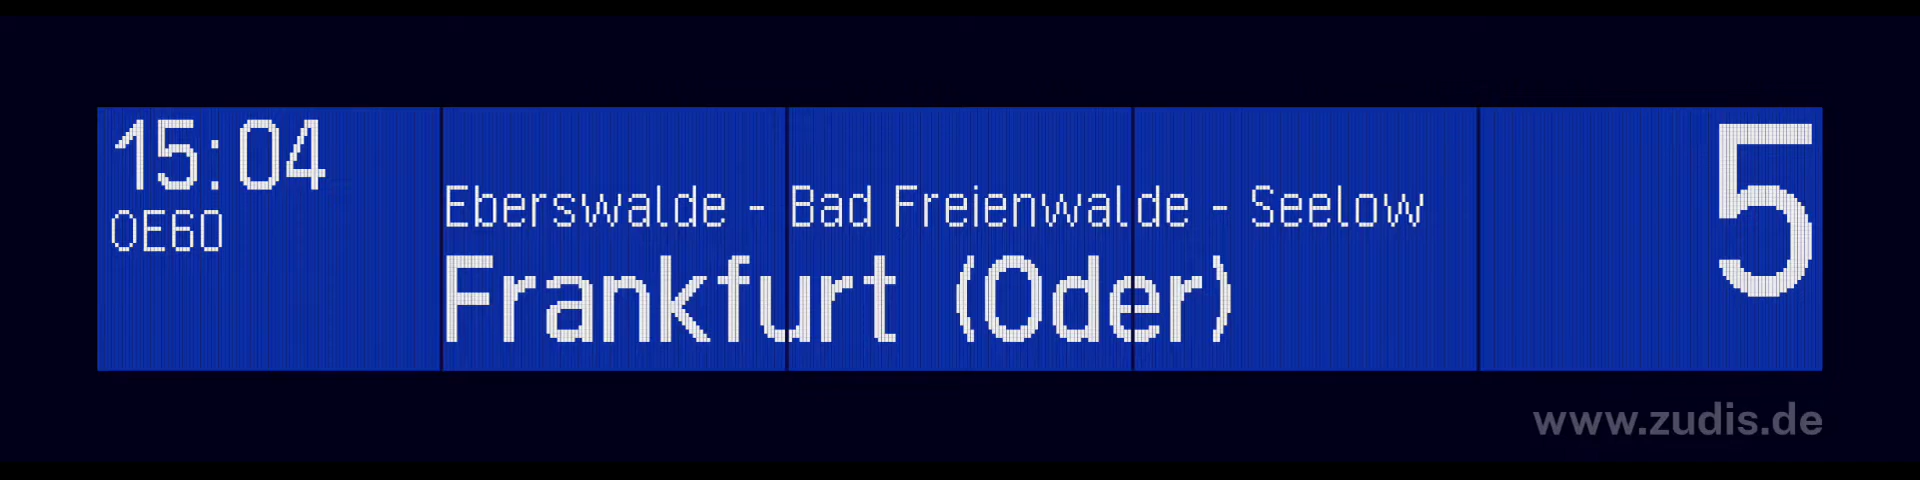 15:04
OE60
Eberswalde - Bad Freienwalde - Seelow
Frankfurt (Oder)
5
www.zudis.de